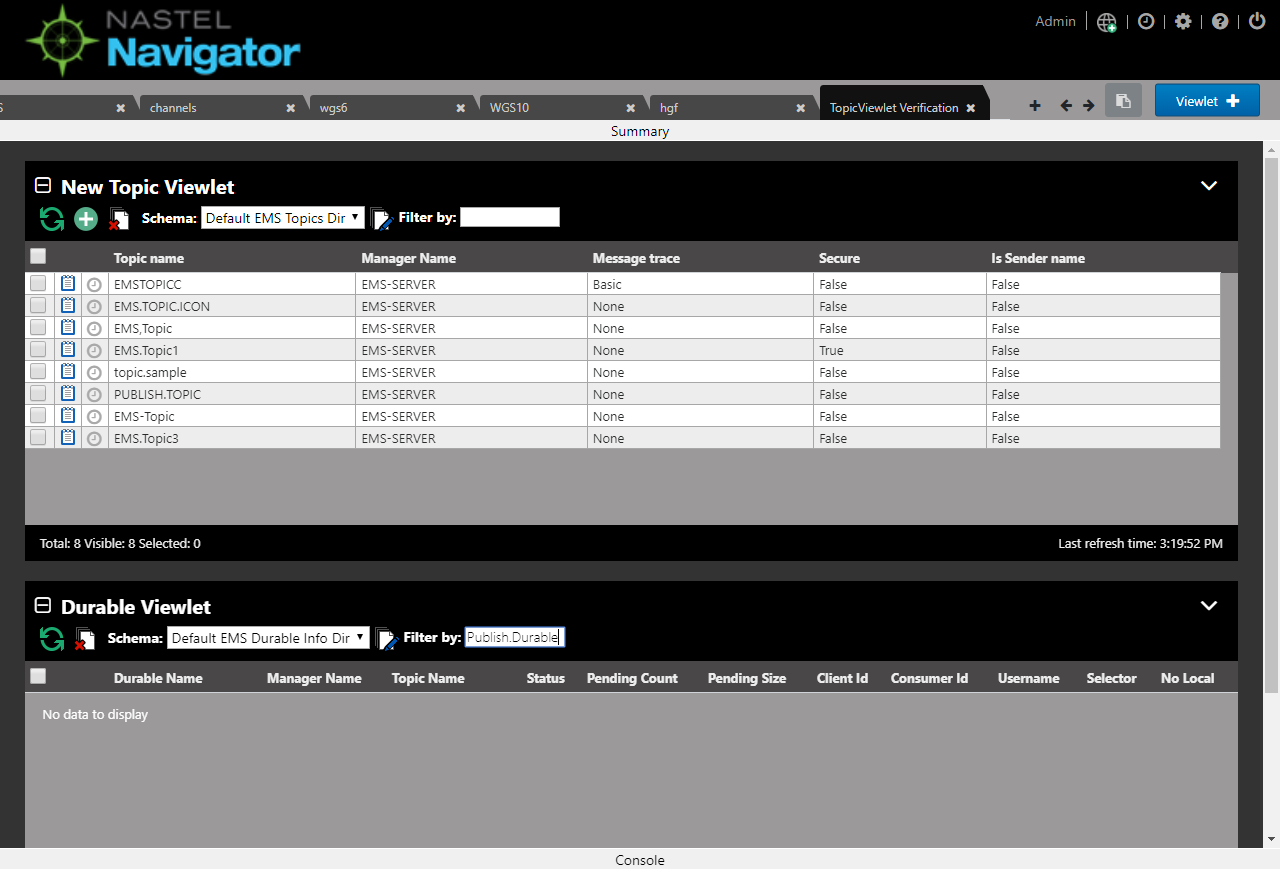 NASTEL
Navigator
Admin
S
channels
wgs6
WGS10
hgf
TopicViewlet Verification
Viewlet
Summary
New Topic Viewlet
Schema: Default EMS Topics Dir Filter by:
Topic name Manager Name Message trace Secure Is Sender name
EMSTOPICC EMS-SERVER Basic False False
EMS.TOPIC.ICON EMS-SERVER None False False
EMS,Topic EMS-SERVER None False False
EMS.Topic1 EMS-SERVER None True False
topic.sample EMS-SERVER None False False
PUBLISH.TOPIC EMS-SERVER None False False
EMS-Topic EMS-SERVER None False False
EMS.Topic3 EMS-SERVER None False False
Total: 8 Visible: 8 Selected: 0 Last refresh time: 3:19:52 PM
Durable Viewlet
Schema: Default EMS Durable Info Dir Filter by: Publish.Durable
Durable Name Manager Name Topic Name Status Pending Count Pending Size Client Id Consumer Id Username Selector No Local
No data to display
Console